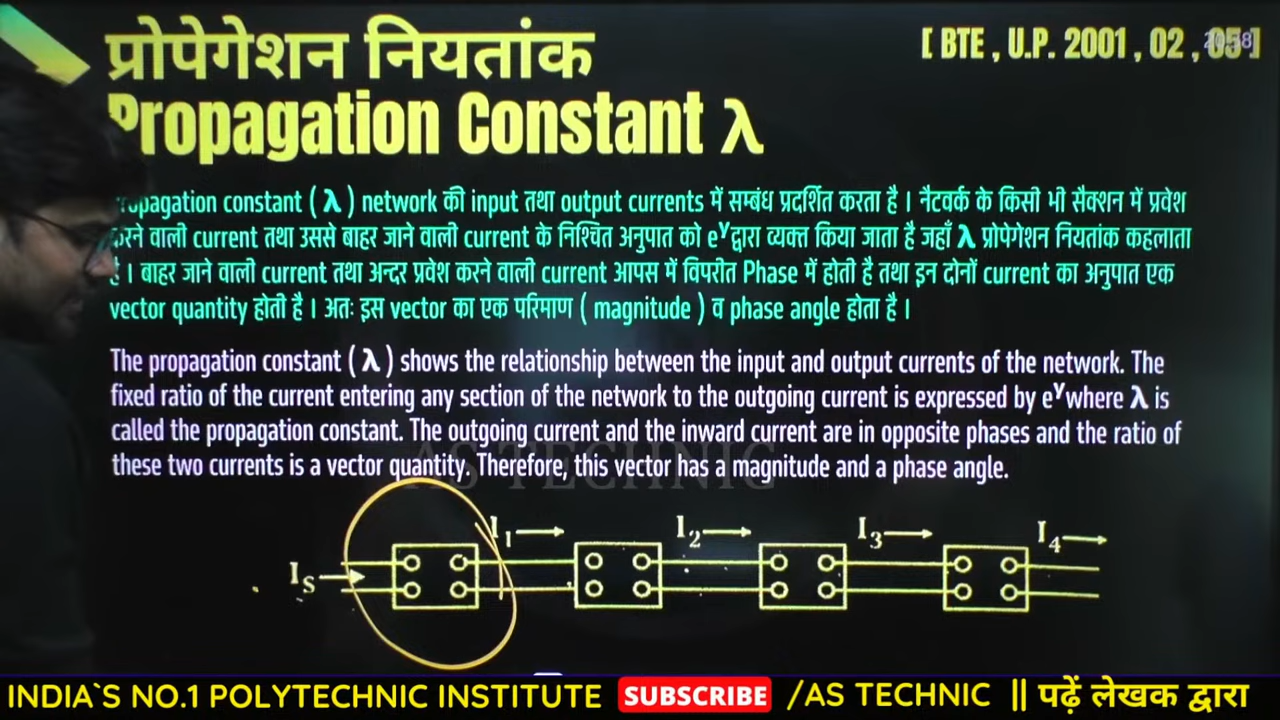 प्रोपेगेशन नियतांक
[ BTE , U.P. 2001 , 02 , 05 ]
Propagation Constant λ
Propagation constant ( λ ) network की input तथा output currents में सम्बंध प्रदर्शित करता है । नैटवर्क के किसी भी सैक्शन में प्रवेश
करने वाली current तथा उससे बाहर जाने वाली current के निश्चित अनुपात को eγ द्वारा व्यक्त किया जाता है जहाँ λ प्रोपेगेशन नियतांक कहलाता
है । बाहर जाने वाली current तथा अन्दर प्रवेश करने वाली current आपस में विपरीत Phase में होती है तथा इन दोनों current का अनुपात एक
vector quantity होती है । अतः इस vector का एक परिमाण ( magnitude ) व phase angle होता है ।
The propagation constant ( λ ) shows the relationship between the input and output currents of the network. The
fixed ratio of the current entering any section of the network to the outgoing current is expressed by eγ where λ is
called the propagation constant. The outgoing current and the inward current are in opposite phases and the ratio of
these two currents is a vector quantity. Therefore, this vector has a magnitude and a phase angle.
AS TECHNIC
IS I1 I2 I3 I4
INDIA`S NO.1 POLYTECHNIC INSTITUTE SUBSCRIBE /AS TECHNIC || पढ़ें लेखक द्वारा